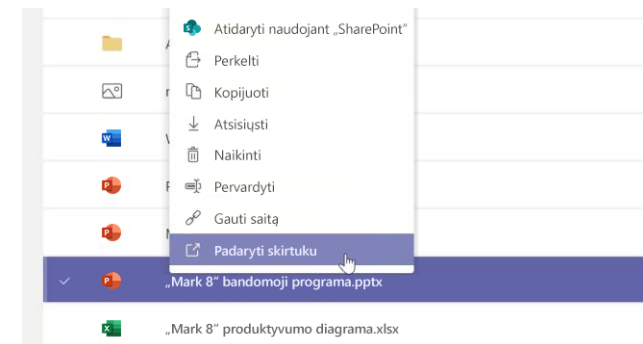 Atidaryti naudojant „SharePoint“
Perkelti
Kopijuoti
Atsisiųsti
Naikinti
Pervardyti
Gauti saitą
Padaryti skirtuku
„Mark 8“ bandomoji programa.pptx
„Mark 8“ produktyvumo diagrama.xlsx